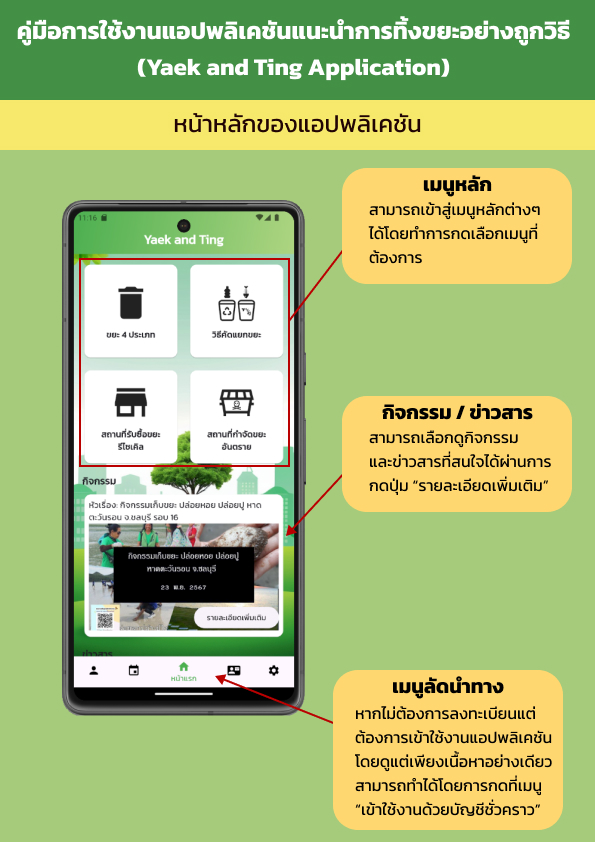 คู่มือการใช้งานแอปพลิเคชันแนะนำการทิ้งขยะอย่างถูกวิธี
(Yaek and Ting Application)
หน้าหลักของแอปพลิเคชัน
เมนูหลัก
สามารถเข้าสู่เมนูหลักต่างๆ
ได้โดยทำการกดเลือกเมนูที่
ต้องการ
11:16
Yaek and Ting
ขยะ 4 ประเภท
วิธีคัดแยกขยะ
สถานที่รับซื้อขยะ
รีไซเคิล
สถานที่กำจัดขยะ
อันตราย
กิจกรรม / ข่าวสาร
สามารถเลือกดูกิจกรรม
และข่าวสารที่สนใจได้ผ่านการ
กดปุ่ม “รายละเอียดเพิ่มเติม”
กิจกรรม
หัวเรื่อง: กิจกรรมเก็บขยะ ปล่อยหอย ปล่อยปู หาด
ตะวันรอน จ.ชลบุรี รอบ 16
กิจกรรมเก็บขยะ ปล่อยหอย ปล่อยปู
หาดตะวันรอน จ.ชลบุรี
23 พ.ย. 2567
รายละเอียดเพิ่มเติม
ข่าวสาร
หน้าแรก
เมนูลัดนำทาง
หากไม่ต้องการลงทะเบียนแต่
ต้องการเข้าใช้งานแอปพลิเคชัน
โดยดูแต่เพียงเนื้อหาอย่างเดียว
สามารถทำได้โดยการกดที่เมนู
“เข้าใช้งานด้วยบัญชีชั่วคราว”